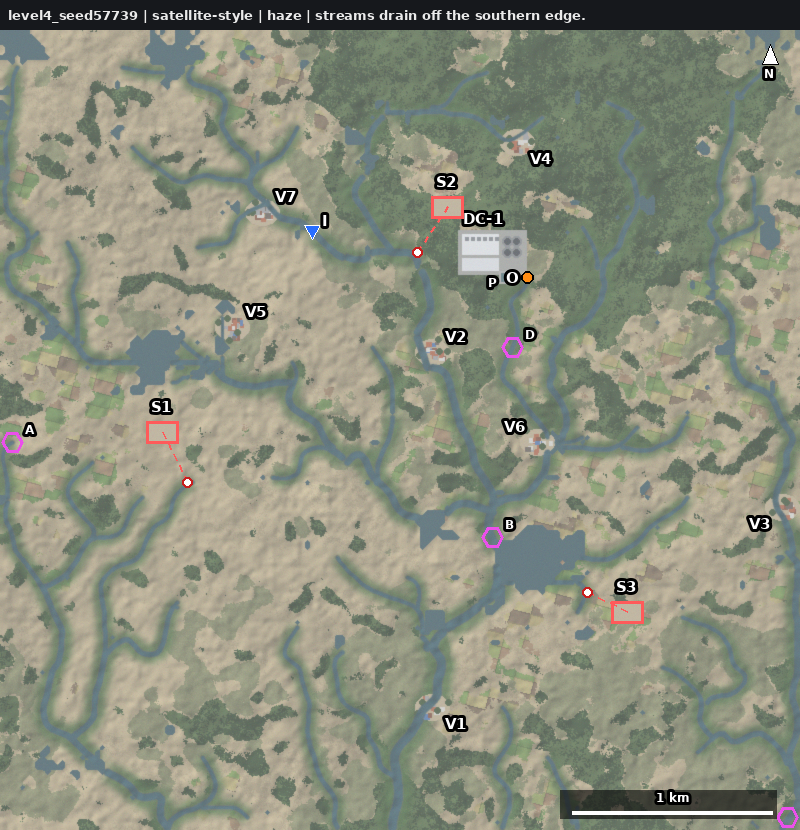 level4_seed57739 | satellite-style | haze | streams drain off the southern edge.
N
V4
S2
V7
I
DC-1
P
O
V5
V2
D
S1
V6
A
B
V3
S3
V1
1 km